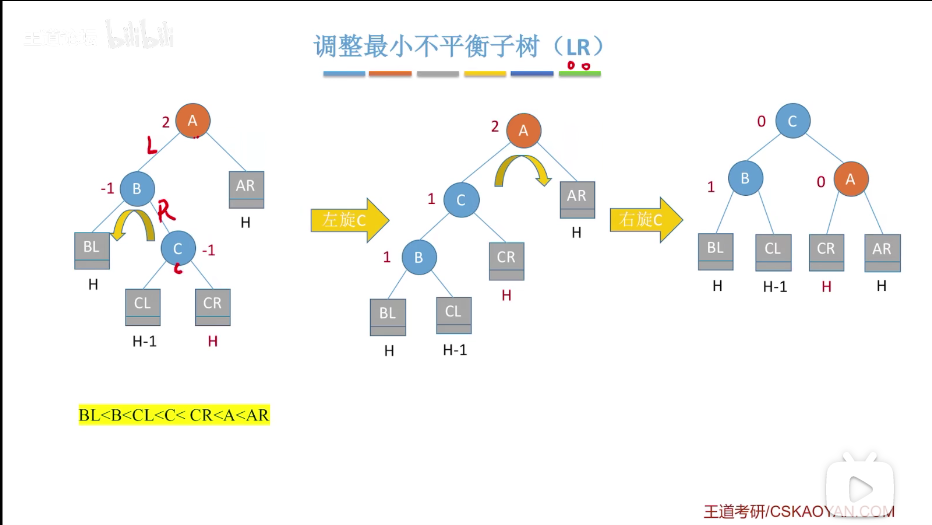 王道考研 bilibili
调整最小不平衡子树（LR）
2 A
L
-1 B
AR
H
R
BL
H
C -1
CL
H-1
CR
H
左旋C
2 A
1 C
AR
H
1 B
CR
H
BL
H
CL
H-1
右旋C
0 C
1 B
0 A
BL CL CR AR
H H-1 H H
BL<B<CL<C< CR<A<AR
王道考研/CSKAOYAN.COM